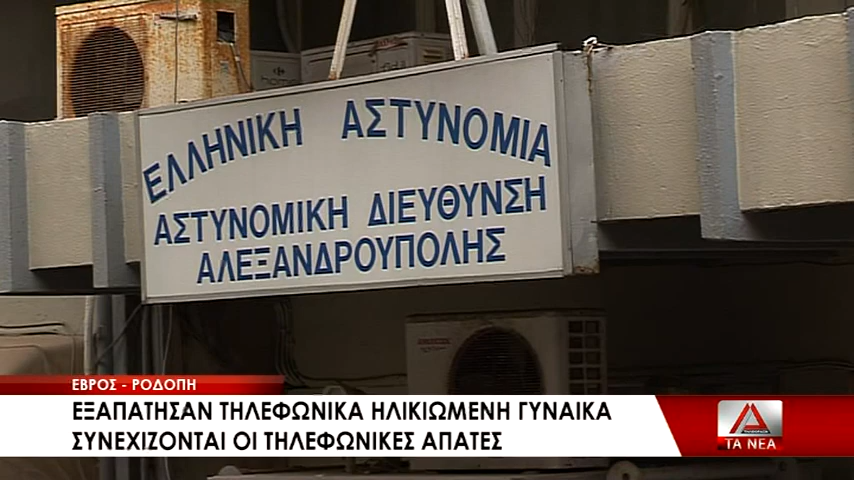 ΕΛΛΗΝΙΚΗ ΑΣΤΥΝΟΜΙΑ
ΑΣΤΥΝΟΜΙΚΗ ΔΙΕΥΘΥΝΣΗ
ΑΛΕΞΑΝΔΡΟΥΠΟΛΗΣ
ΕΒΡΟΣ - ΡΟΔΟΠΗ
ΕΞΑΠΑΤΗΣΑΝ ΤΗΛΕΦΩΝΙΚΑ ΗΛΙΚΙΩΜΕΝΗ ΓΥΝΑΙΚΑ
ΣΥΝΕΧΙΖΟΝΤΑΙ ΟΙ ΤΗΛΕΦΩΝΙΚΕΣ ΑΠΑΤΕΣ
ΤΑ ΝΕΑ